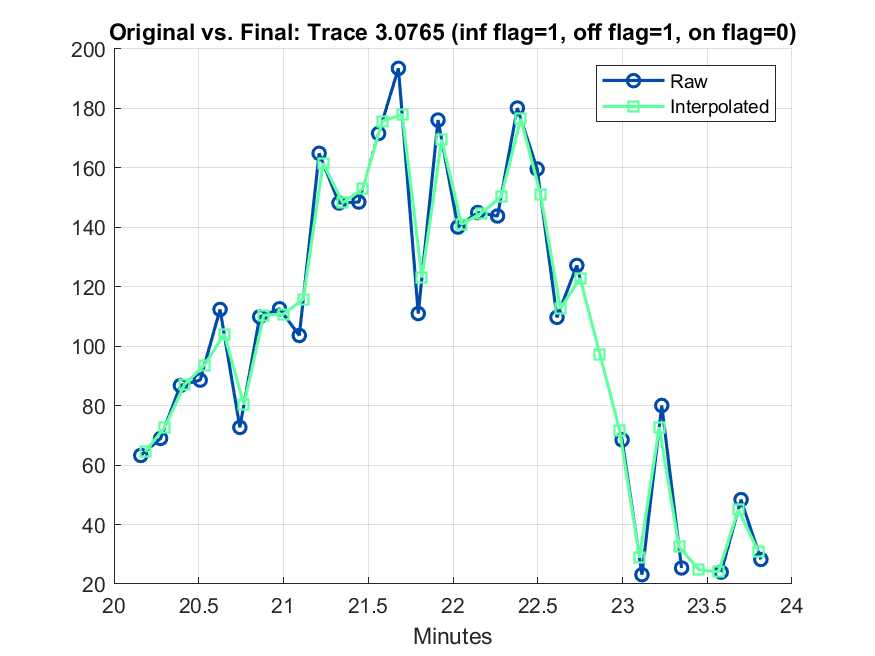 Original vs. Final: Trace 3.0765 (inf flag=1, off flag=1, on flag=0)
200
180
160
140
120
100
80
60
40
20
Raw
Interpolated
20 20.5 21 21.5 22 22.5 23 23.5 24
Minutes